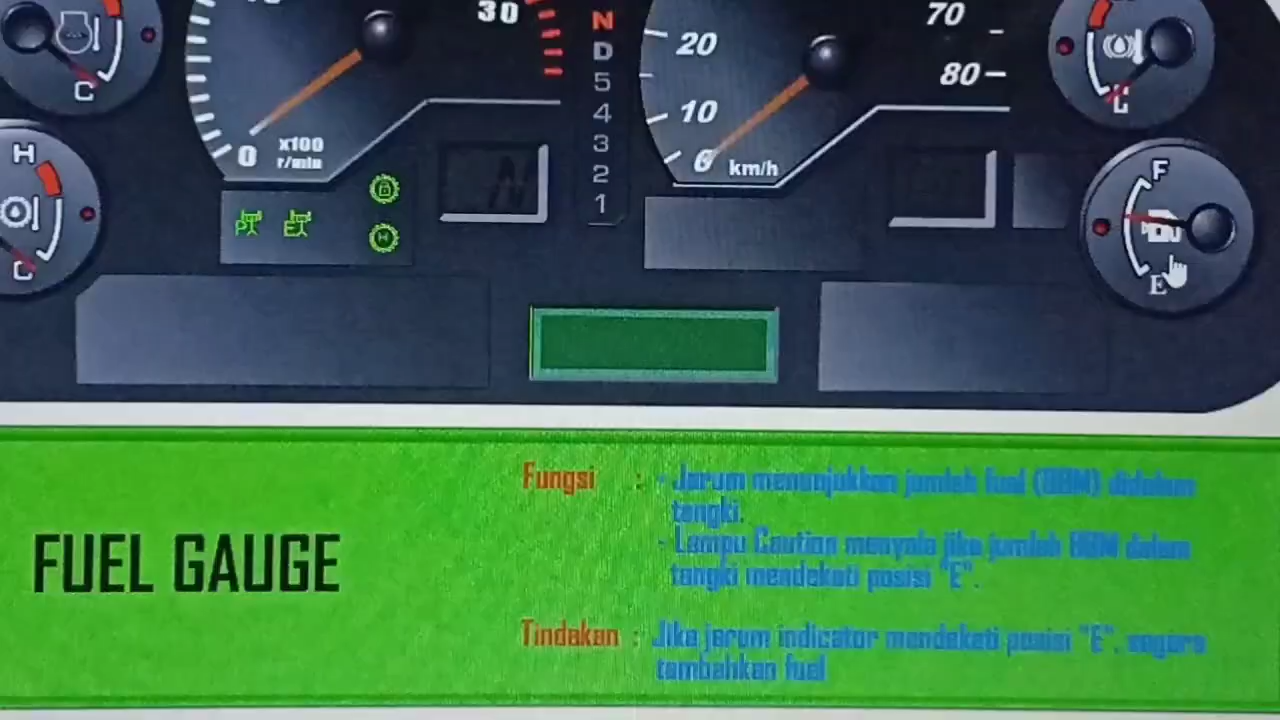 30
N
D
5
4
3
2
1
70
20
80
10
0
x100
r/min
0
km/h
C
H
C
C
F
E
P
E
N
FUEL GAUGE
Fungsi : - Jarum menunjukkan jumlah fuel (BBM) didalam
tangki.
- Lampu Caution menyala jika jumlah BBM dalam
tangki mendekati posisi "E".
Tindakan : Jika jarum indicator mendekati posisi "E". segera
tambahkan fuel